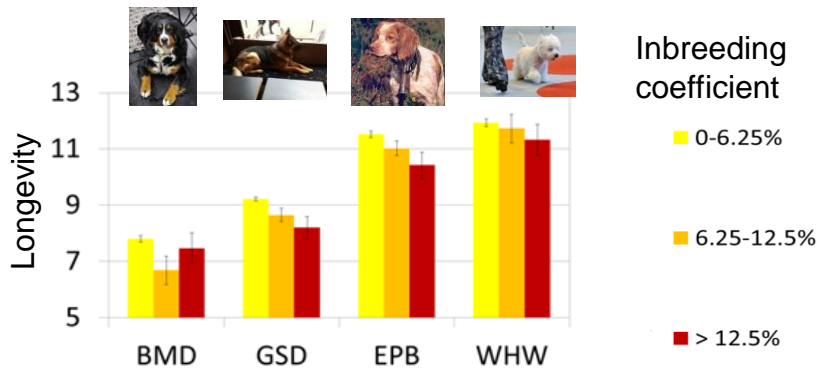 Inbreeding
coefficient
0-6.25%
6.25-12.5%
> 12.5%
Longevity
13
11
9
7
5
BMD GSD EPB WHW